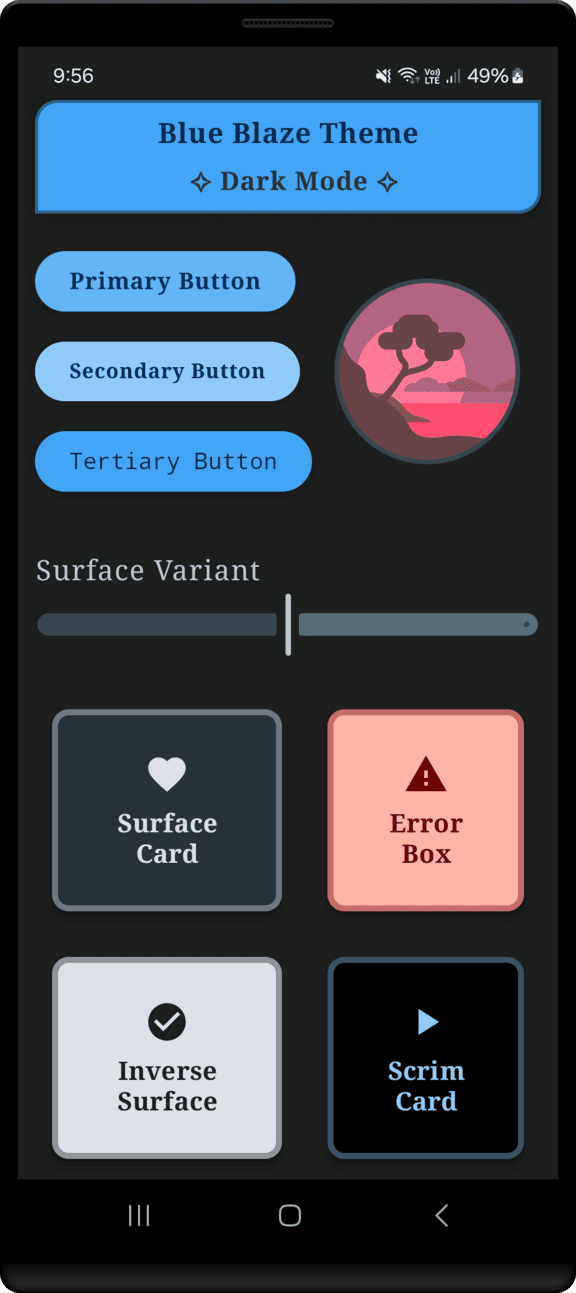 9:56
Vo) LTE 49%
Blue Blaze Theme
✧ Dark Mode ✧
Primary Button
Secondary Button
Tertiary Button
Surface Variant
Surface
Card
Error
Box
Inverse
Surface
Scrim
Card